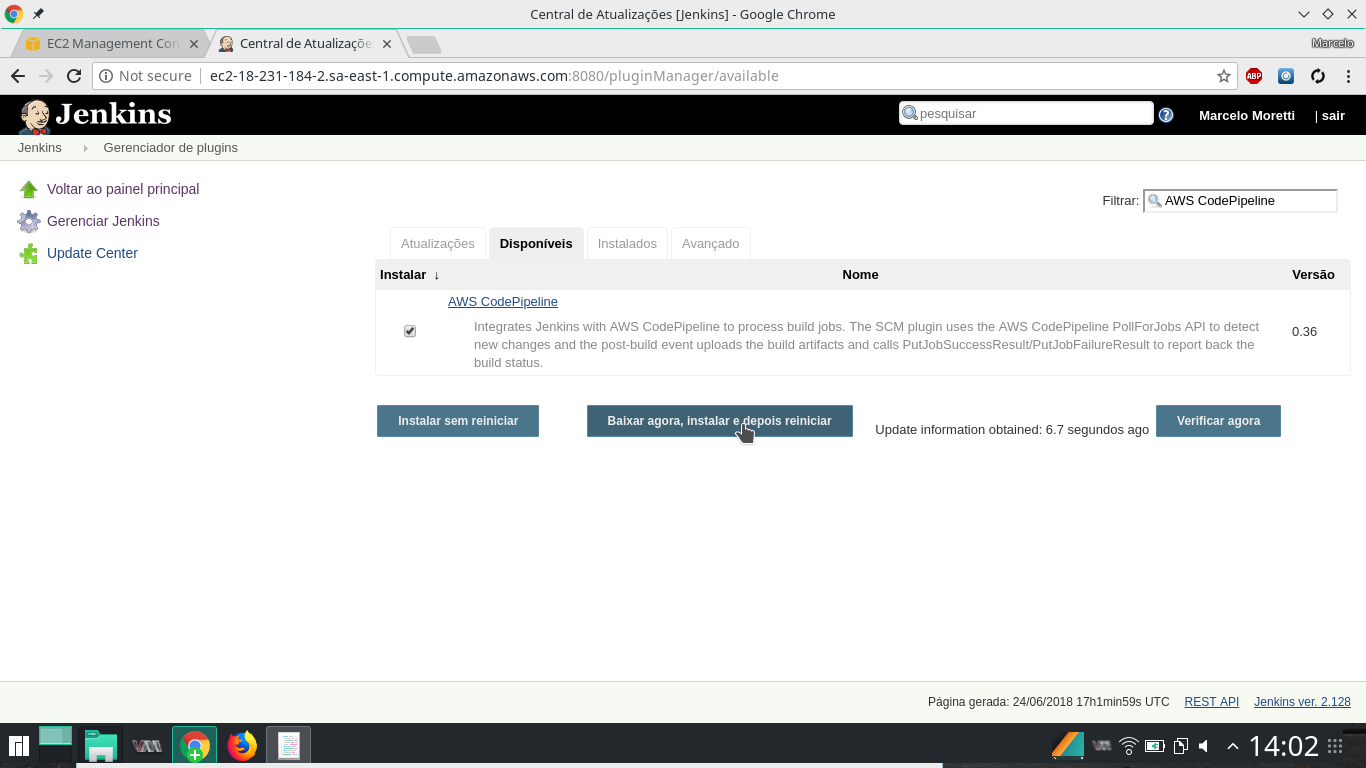 Central de Atualizações [Jenkins] - Google Chrome
EC2 Management Con
Central de Atualizaçõe
Marcelo
Not secure
ec2-18-231-184-2.sa-east-1.compute.amazonaws.com:8080/pluginManager/available
ABP
Jenkins
pesquisar
Marcelo Moretti
| sair
Jenkins
Gerenciador de plugins
Voltar ao painel principal
Gerenciar Jenkins
Update Center
Filtrar:
AWS CodePipeline
Atualizações
Disponíveis
Instalados
Avançado
Instalar ↓
Nome
Versão
AWS CodePipeline
Integrates Jenkins with AWS CodePipeline to process build jobs. The SCM plugin uses the AWS CodePipeline PollForJobs API to detect
new changes and the post-build event uploads the build artifacts and calls PutJobSuccessResult/PutJobFailureResult to report back the
build status.
0.36
Instalar sem reiniciar
Baixar agora, instalar e depois reiniciar
Update information obtained: 6.7 segundos ago
Verificar agora
Página gerada: 24/06/2018 17h1min59s UTC
REST API
Jenkins ver. 2.128
14:02